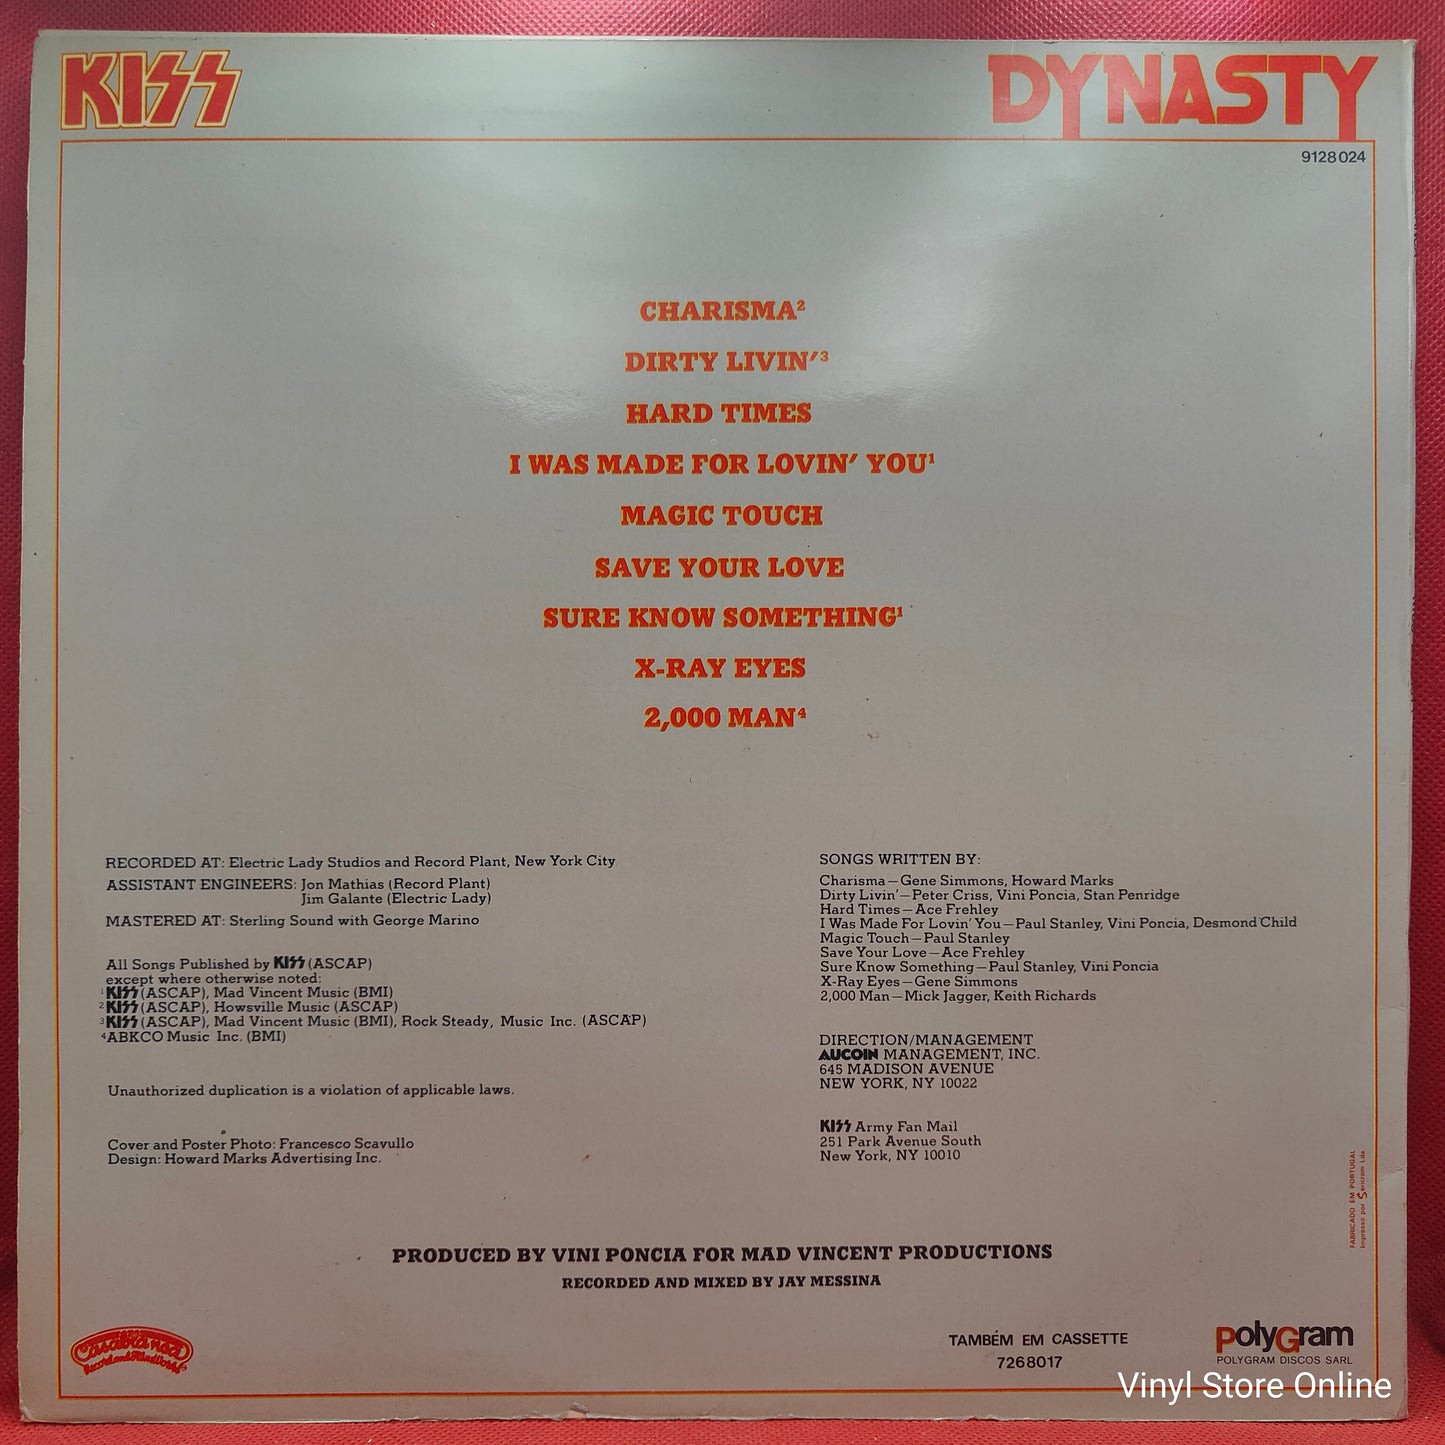 KISS
DYNASTY
9128024
CHARISMA²
DIRTY LIVIN'³
HARD TIMES
I WAS MADE FOR LOVIN' YOU¹
MAGIC TOUCH
SAVE YOUR LOVE
SURE KNOW SOMETHING¹
X-RAY EYES
2,000 MAN⁴
RECORDED AT: Electric Lady Studios and Record Plant, New York City
ASSISTANT ENGINEERS: Jon Mathias (Record Plant)
Jim Galante (Electric Lady)
MASTERED AT: Sterling Sound with George Marino
All Songs Published by KISS (ASCAP)
except where otherwise noted:
¹KISS (ASCAP), Mad Vincent Music (BMI)
²KISS (ASCAP), Howsville Music (ASCAP)
³KISS (ASCAP), Mad Vincent Music (BMI), Rock Steady, Music Inc. (ASCAP)
⁴ABKCO Music Inc. (BMI)
Unauthorized duplication is a violation of applicable laws.
Cover and Poster Photo: Francesco Scavullo
Design: Howard Marks Advertising Inc.
SONGS WRITTEN BY:
Charisma—Gene Simmons, Howard Marks
Dirty Livin'—Peter Criss, Vini Poncia, Stan Penridge
Hard Times—Ace Frehley
I Was Made For Lovin' You—Paul Stanley, Vini Poncia, Desmond Child
Magic Touch—Paul Stanley
Save Your Love—Ace Frehley
Sure Know Something—Paul Stanley, Vini Poncia
X-Ray Eyes—Gene Simmons
2,000 Man—Mick Jagger, Keith Richards
DIRECTION/MANAGEMENT
AUCOIN MANAGEMENT, INC.
645 MADISON AVENUE
NEW YORK, NY 10022
KISS Army Fan Mail
251 Park Avenue South
New York, NY 10010
FABRICADO EM PORTUGAL
Impresso por Sericrom Lda
PRODUCED BY VINI PONCIA FOR MAD VINCENT PRODUCTIONS
RECORDED AND MIXED BY JAY MESSINA
Casablanca
Record and FilmWorks
TAMBÉM EM CASSETTE
7268017
polyGram
POLYGRAM DISCOS SARL
Vinyl Store Online